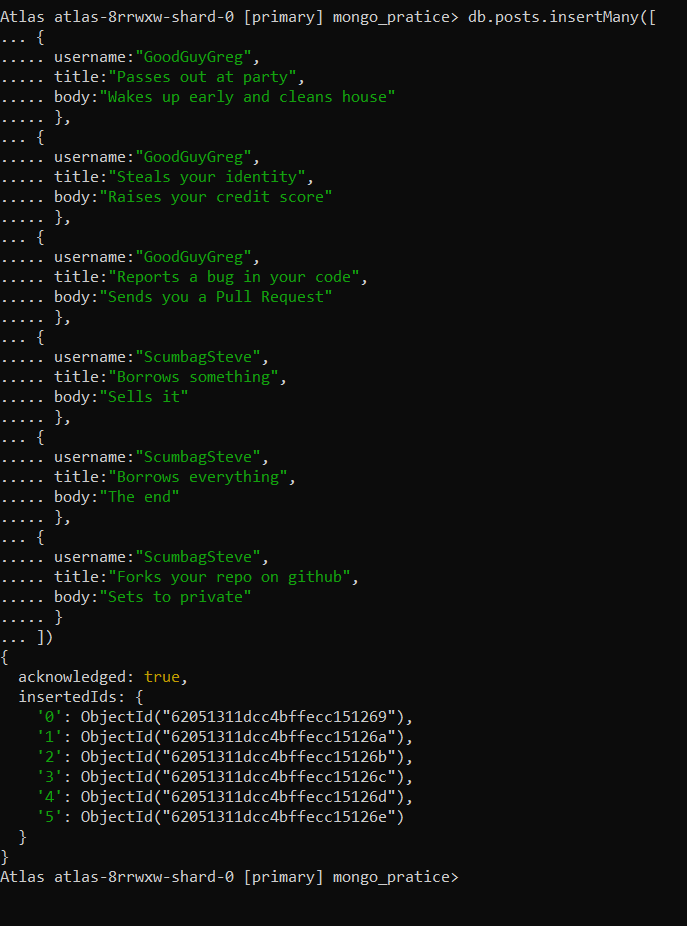 Atlas atlas-8rrwxw-shard-0 [primary] mongo_pratice> db.posts.insertMany([
... {
..... username:"GoodGuyGreg",
..... title:"Passes out at party",
..... body:"Wakes up early and cleans house"
..... },
... {
..... username:"GoodGuyGreg",
..... title:"Steals your identity",
..... body:"Raises your credit score"
..... },
... {
..... username:"GoodGuyGreg",
..... title:"Reports a bug in your code",
..... body:"Sends you a Pull Request"
..... },
... {
..... username:"ScumbagSteve",
..... title:"Borrows something",
..... body:"Sells it"
..... },
... {
..... username:"ScumbagSteve",
..... title:"Borrows everything",
..... body:"The end"
..... },
... {
..... username:"ScumbagSteve",
..... title:"Forks your repo on github",
..... body:"Sets to private"
..... }
... ])
{
  acknowledged: true,
  insertedIds: {
    '0': ObjectId("62051311dcc4bffecc151269"),
    '1': ObjectId("62051311dcc4bffecc15126a"),
    '2': ObjectId("62051311dcc4bffecc15126b"),
    '3': ObjectId("62051311dcc4bffecc15126c"),
    '4': ObjectId("62051311dcc4bffecc15126d"),
    '5': ObjectId("62051311dcc4bffecc15126e")
  }
}
Atlas atlas-8rrwxw-shard-0 [primary] mongo_pratice>